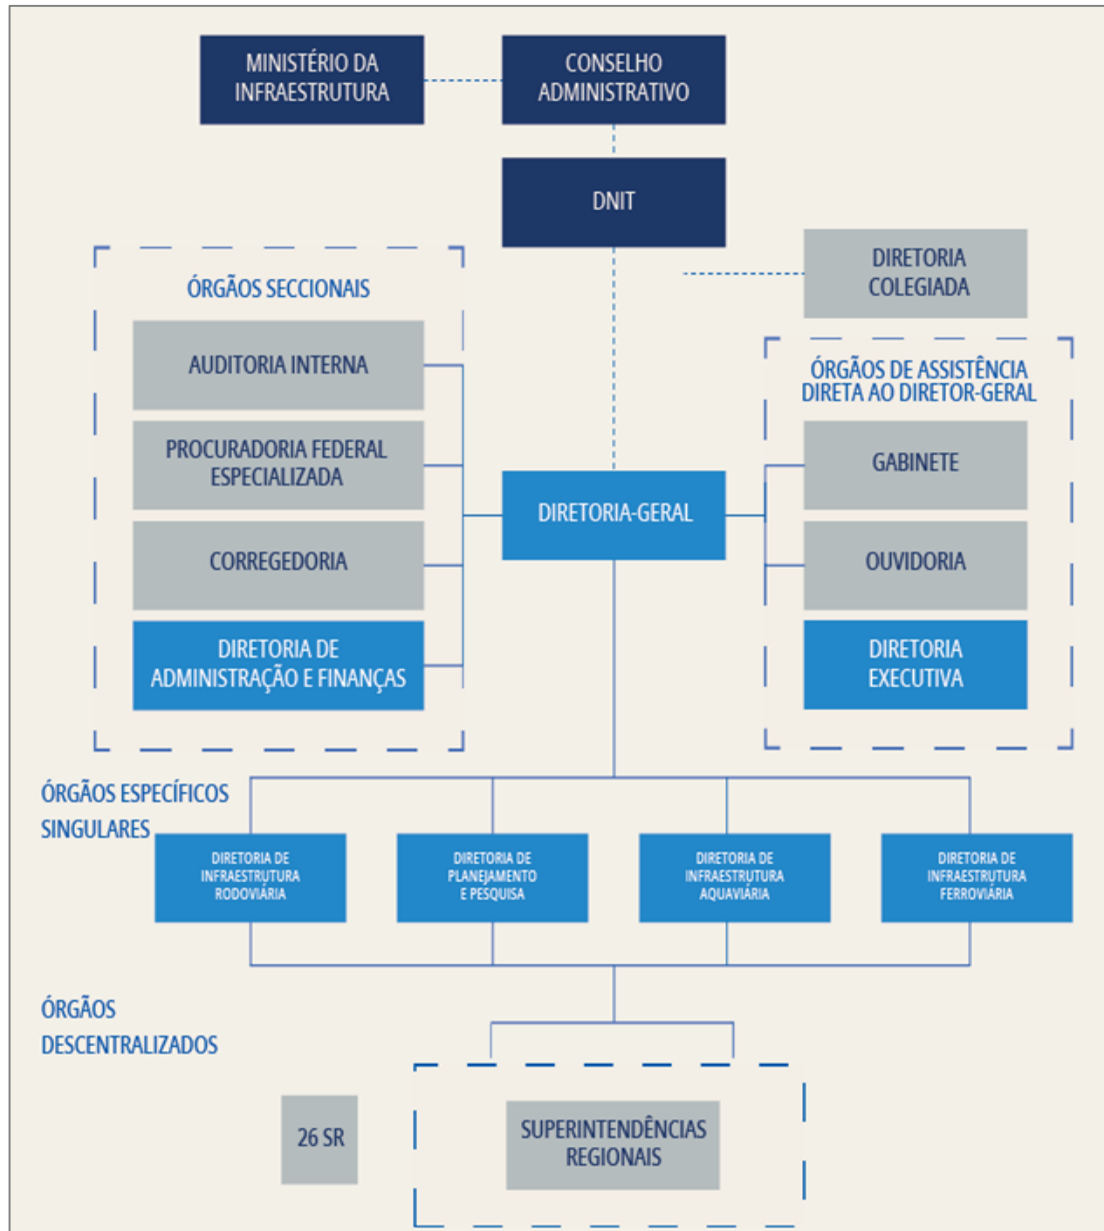 MINISTÉRIO DA
INFRAESTRUTURA
CONSELHO
ADMINISTRATIVO
DNIT
DIRETORIA
COLEGIADA
ÓRGÃOS SECCIONAIS
AUDITORIA INTERNA
PROCURADORIA FEDERAL
ESPECIALIZADA
CORREGEDORIA
DIRETORIA DE
ADMINISTRAÇÃO E FINANÇAS
DIRETORIA-GERAL
ÓRGÃOS DE ASSISTÊNCIA
DIRETA AO DIRETOR-GERAL
GABINETE
OUVIDORIA
DIRETORIA
EXECUTIVA
ÓRGÃOS ESPECÍFICOS
SINGULARES
DIRETORIA DE
INFRAESTRUTURA
RODOVIÁRIA
DIRETORIA DE
PLANEJAMENTO
E PESQUISA
DIRETORIA DE
INFRAESTRUTURA
AQUAVIÁRIA
DIRETORIA DE
INFRAESTRUTURA
FERROVIÁRIA
ÓRGÃOS
DESCENTRALIZADOS
26 SR
SUPERINTENDÊNCIAS
REGIONAIS